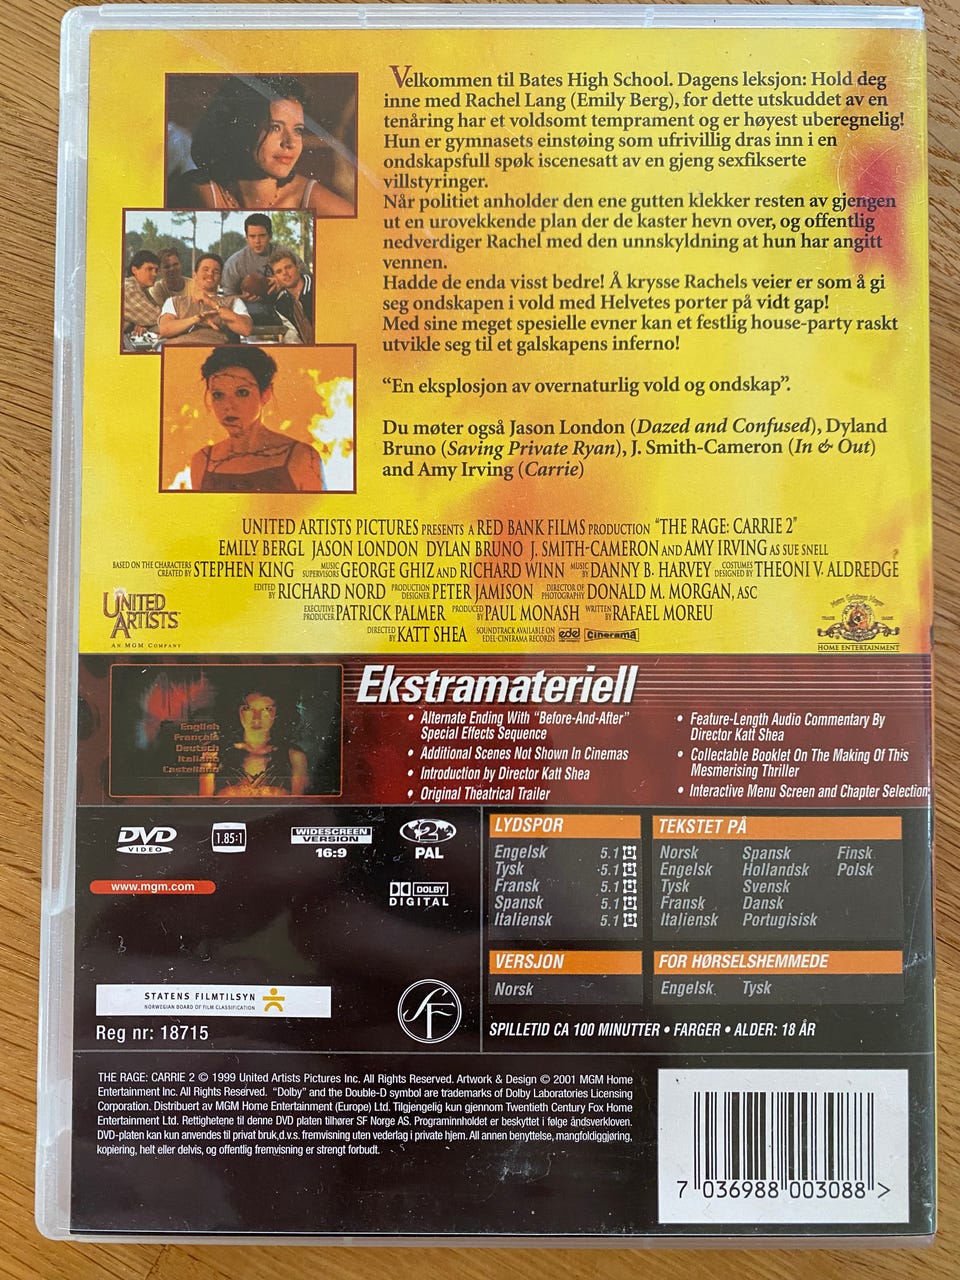 Velkommen til Bates High School. Dagens leksjon: Hold deg
inne med Rachel Lang (Emily Berg), for dette utskuddet av en
tenåring har et voldsomt temprament og er høyest uberegnelig!
Hun er gymnasets einstøing som ufrivillig dras inn i en
ondskapsfull spøk iscenesatt av en gjeng sexfikserte
villstyringer.
Når politiet anholder den ene gutten klekker resten av gjengen
ut en urovekkende plan der de kaster hevn over, og offentlig
nedverdiger Rachel med den unnskyldning at hun har angitt
vennen.
Hadde de enda visst bedre! Å krysse Rachels veier er som å gi
seg ondskapen i vold med Helvetes porter på vidt gap!
Med sine meget spesielle evner kan et festlig house-party raskt
utvikle seg til et galskapens inferno!
“En eksplosjon av overnaturlig vold og ondskap”.
Du møter også Jason London (Dazed and Confused), Dyland
Bruno (Saving Private Ryan), J. Smith-Cameron (In & Out)
and Amy Irving (Carrie)
UNITED ARTISTS PICTURES PRESENTS A RED BANK FILMS PRODUCTION “THE RAGE: CARRIE 2”
EMILY BERGL JASON LONDON DYLAN BRUNO J. SMITH-CAMERON AND AMY IRVING AS SUE SNELL
BASED ON THE CHARACTERS CREATED BY STEPHEN KING MUSIC SUPERVISORS GEORGE GHIZ AND RICHARD WINN MUSIC BY DANNY B. HARVEY COSTUMES DESIGNED BY THEONI V. ALDREDGE
EDITED BY RICHARD NORD PRODUCTION DESIGNER PETER JAMISON DIRECTOR OF PHOTOGRAPHY DONALD M. MORGAN, ASC
EXECUTIVE PRODUCER PATRICK PALMER PRODUCED BY PAUL MONASH WRITTEN BY RAFAEL MOREU
DIRECTED BY KATT SHEA SOUNDTRACK AVAILABLE ON EDEL-CINERAMA RECORDS edel cinerama
UNITED ARTISTS
AN MGM COMPANY
HOME ENTERTAINMENT
Ekstramateriell
English
Français
Deutsch
Italiano
Castellano
• Alternate Ending With “Before-And-After”
Special Effects Sequence
• Additional Scenes Not Shown In Cinemas
• Introduction by Director Katt Shea
• Original Theatrical Trailer
• Feature-Length Audio Commentary By
Director Katt Shea
• Collectable Booklet On The Making Of This
Mesmerising Thriller
• Interactive Menu Screen and Chapter Selection
DVD VIDEO
1.85:1
WIDESCREEN VERSION
16:9
2
PAL
www.mgm.com
DOLBY DIGITAL
LYDSPOR
Engelsk 5.1
Tysk 5.1
Fransk 5.1
Spansk 5.1
Italiensk 5.1
TEKSTET PÅ
Norsk Spansk Finsk
Engelsk Hollandsk Polsk
Tysk Svensk
Fransk Dansk
Italiensk Portugisisk
VERSJON
Norsk
FOR HØRSELSHEMMEDE
Engelsk Tysk
STATENS FILMTILSYN
NORWEGIAN BOARD OF FILM CLASSIFICATION
Reg nr: 18715
SF
SPILLETID CA 100 MINUTTER • FARGER • ALDER: 18 ÅR
THE RAGE: CARRIE 2 © 1999 United Artists Pictures Inc. All Rights Reserved. Artwork & Design © 2001 MGM Home
Entertainment Inc. All Rights Reserved. “Dolby” and the Double-D symbol are trademarks of Dolby Laboratories Licensing
Corporation. Distribuert av MGM Home Entertainment (Europe) Ltd. Tilgjengelig kun gjennom Twentieth Century Fox Home
Entertainment Ltd. Rettighetene til denne DVD platen tilhører SF Norge AS. Programinnholdet er beskyttet i følge åndsverkloven.
DVD-platen kan kun anvendes til privat bruk,d.v.s. fremvisning uten vederlag i private hjem. All annen benyttelse, mangfoldiggjøring,
kopiering, helt eller delvis, og offentlig fremvisning er strengt forbudt.
7 036988 003088 >